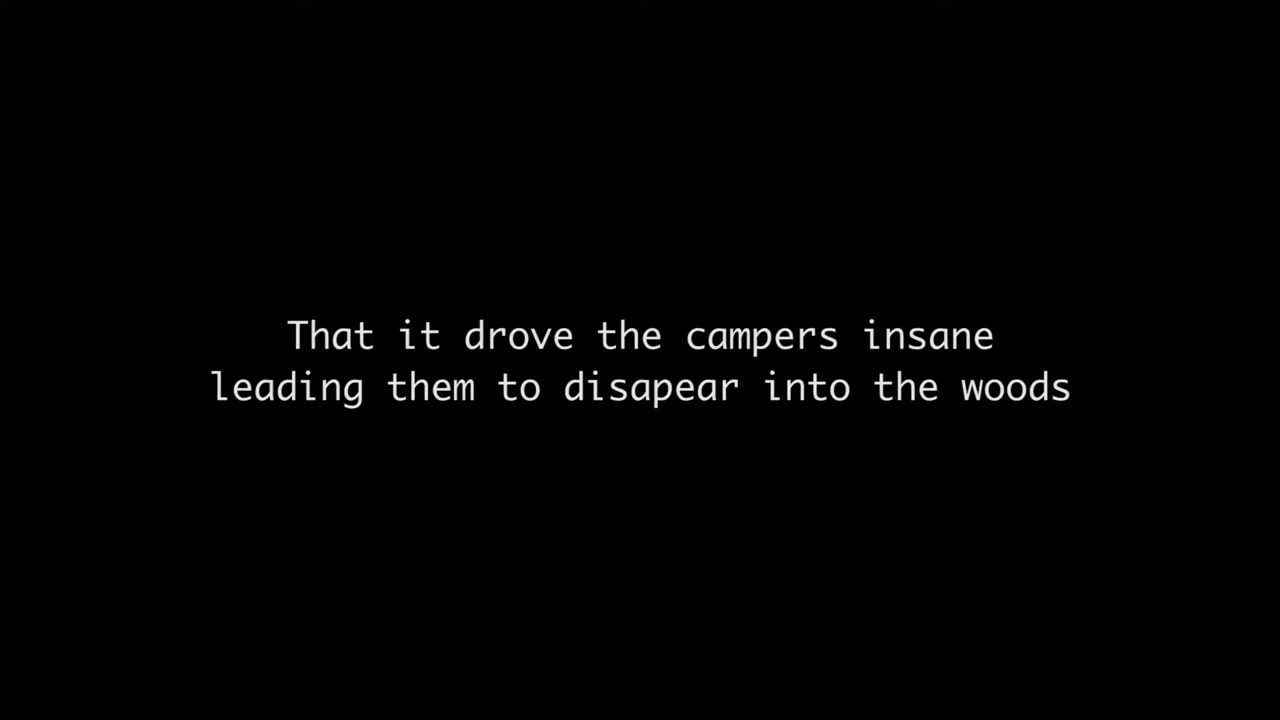 That it drove the campers insane
leading them to disapear into the woods